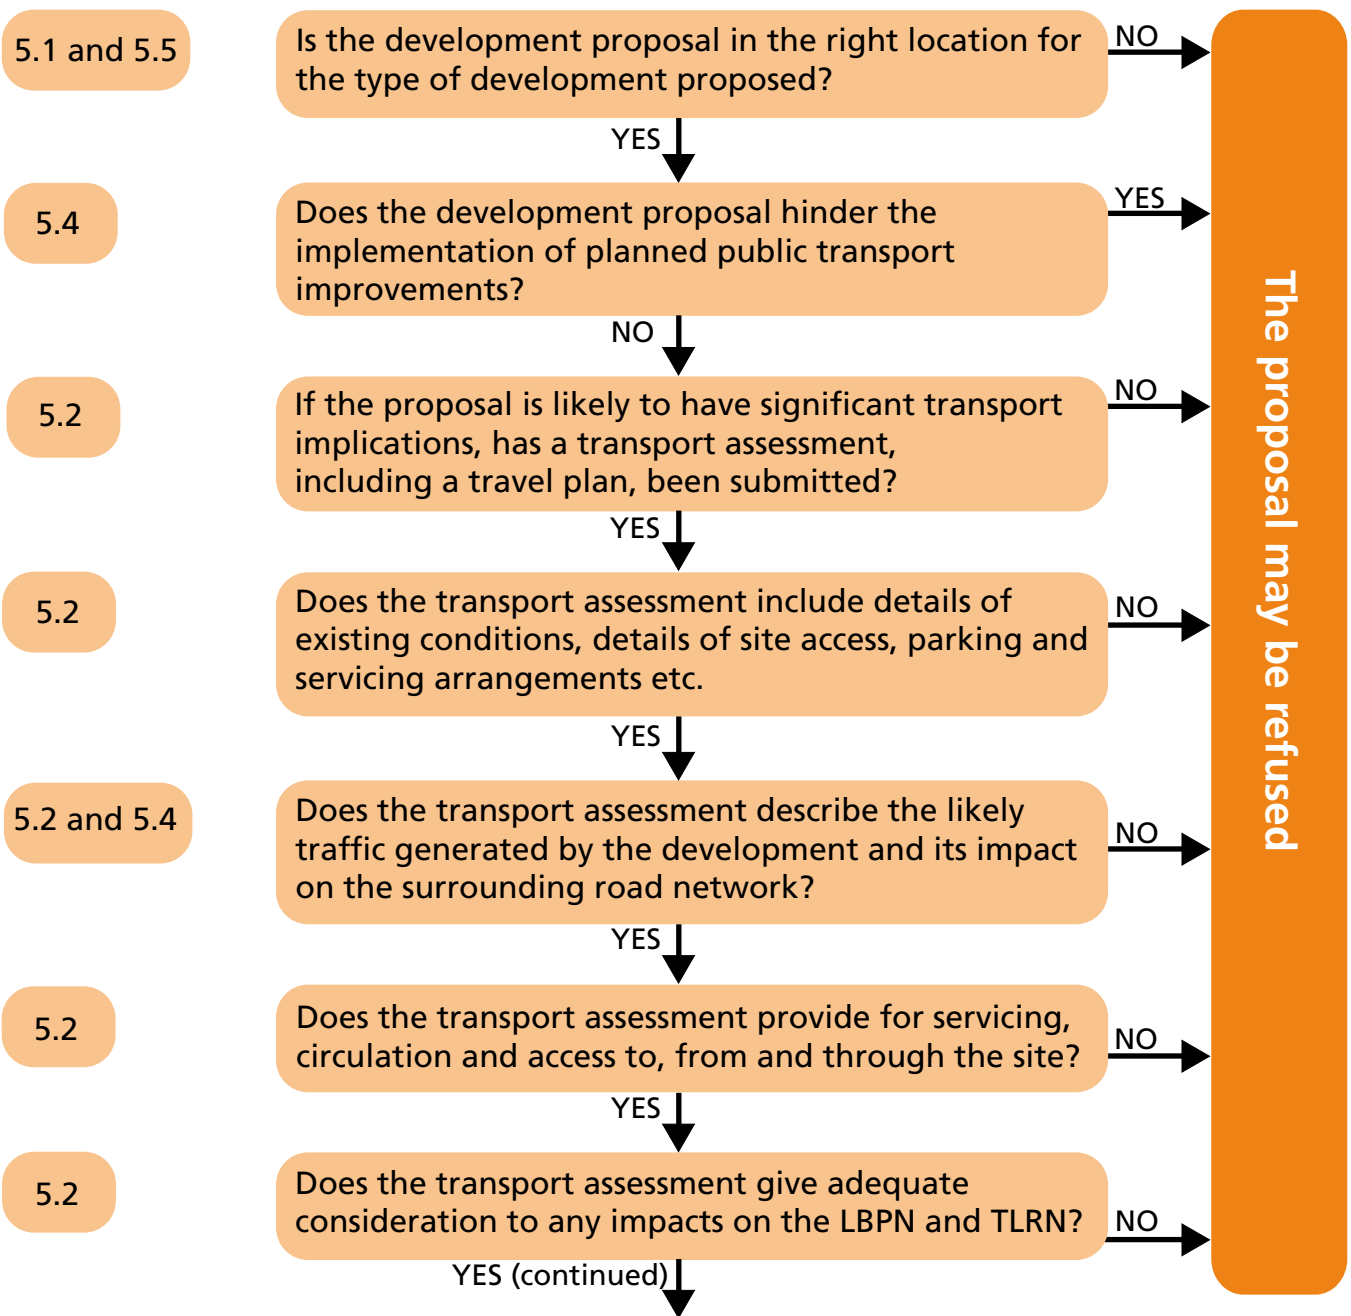 5.1 and 5.5
Is the development proposal in the right location for
the type of development proposed?
NO
YES
5.4
Does the development proposal hinder the
implementation of planned public transport
improvements?
YES
NO
5.2
If the proposal is likely to have significant transport
implications, has a transport assessment,
including a travel plan, been submitted?
NO
YES
5.2
Does the transport assessment include details of
existing conditions, details of site access, parking and
servicing arrangements etc.
NO
YES
5.2 and 5.4
Does the transport assessment describe the likely
traffic generated by the development and its impact
on the surrounding road network?
NO
YES
5.2
Does the transport assessment provide for servicing,
circulation and access to, from and through the site?
NO
YES
5.2
Does the transport assessment give adequate
consideration to any impacts on the LBPN and TLRN?
NO
YES (continued)
The proposal may be refused